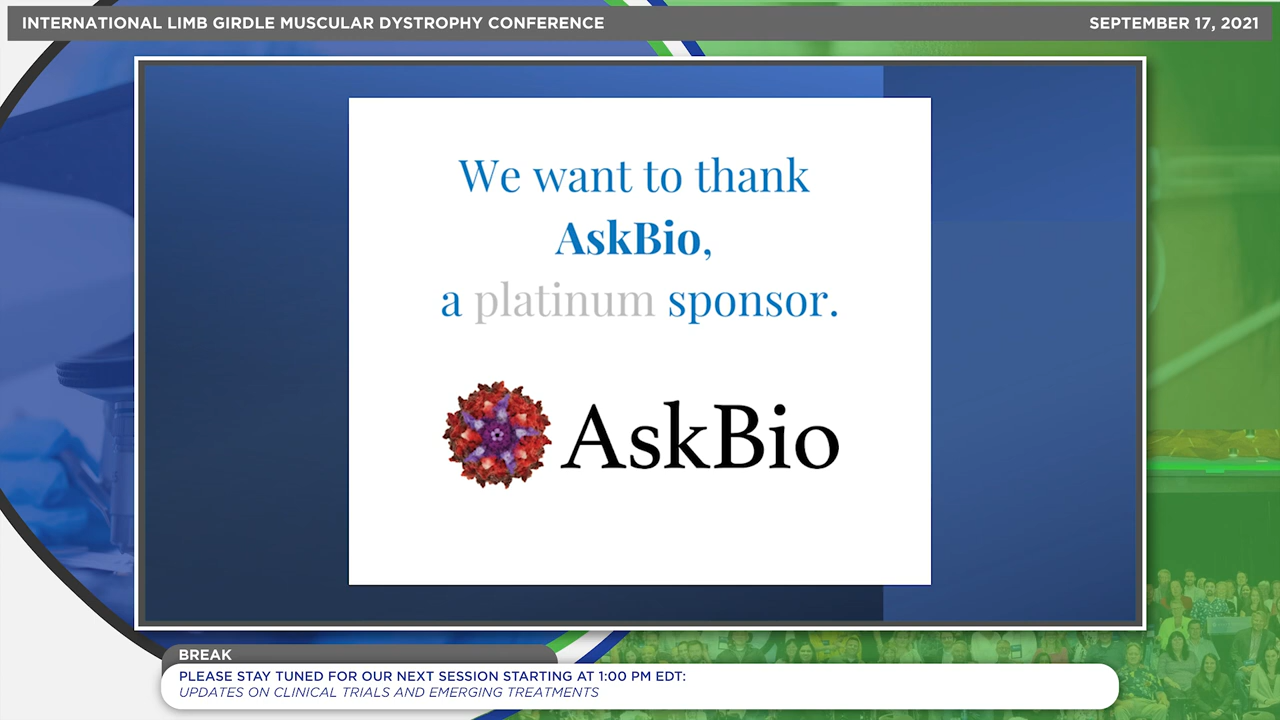 INTERNATIONAL LIMB GIRDLE MUSCULAR DYSTROPHY CONFERENCE
SEPTEMBER 17, 2021
We want to thank
AskBio,
a platinum sponsor.
AskBio
BREAK
PLEASE STAY TUNED FOR OUR NEXT SESSION STARTING AT 1:00 PM EDT:
UPDATES ON CLINICAL TRIALS AND EMERGING TREATMENTS